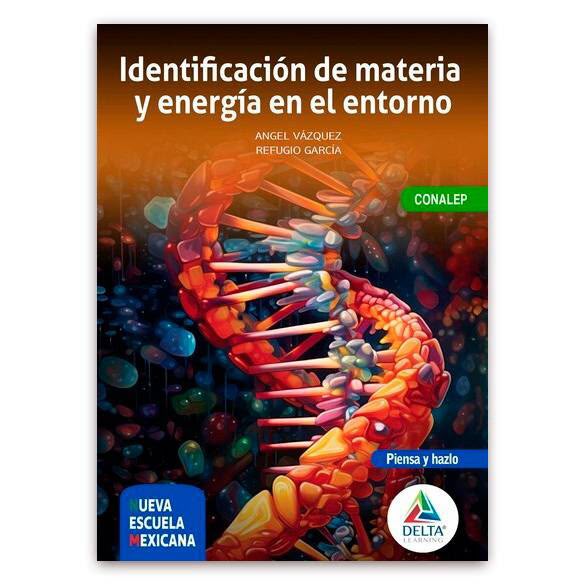 Identificación de materia
y energía en el entorno
ANGEL VÁZQUEZ
REFUGIO GARCÍA
CONALEP
Piensa y hazlo
NUEVA
ESCUELA
MEXICANA
DELTA®
LEARNING